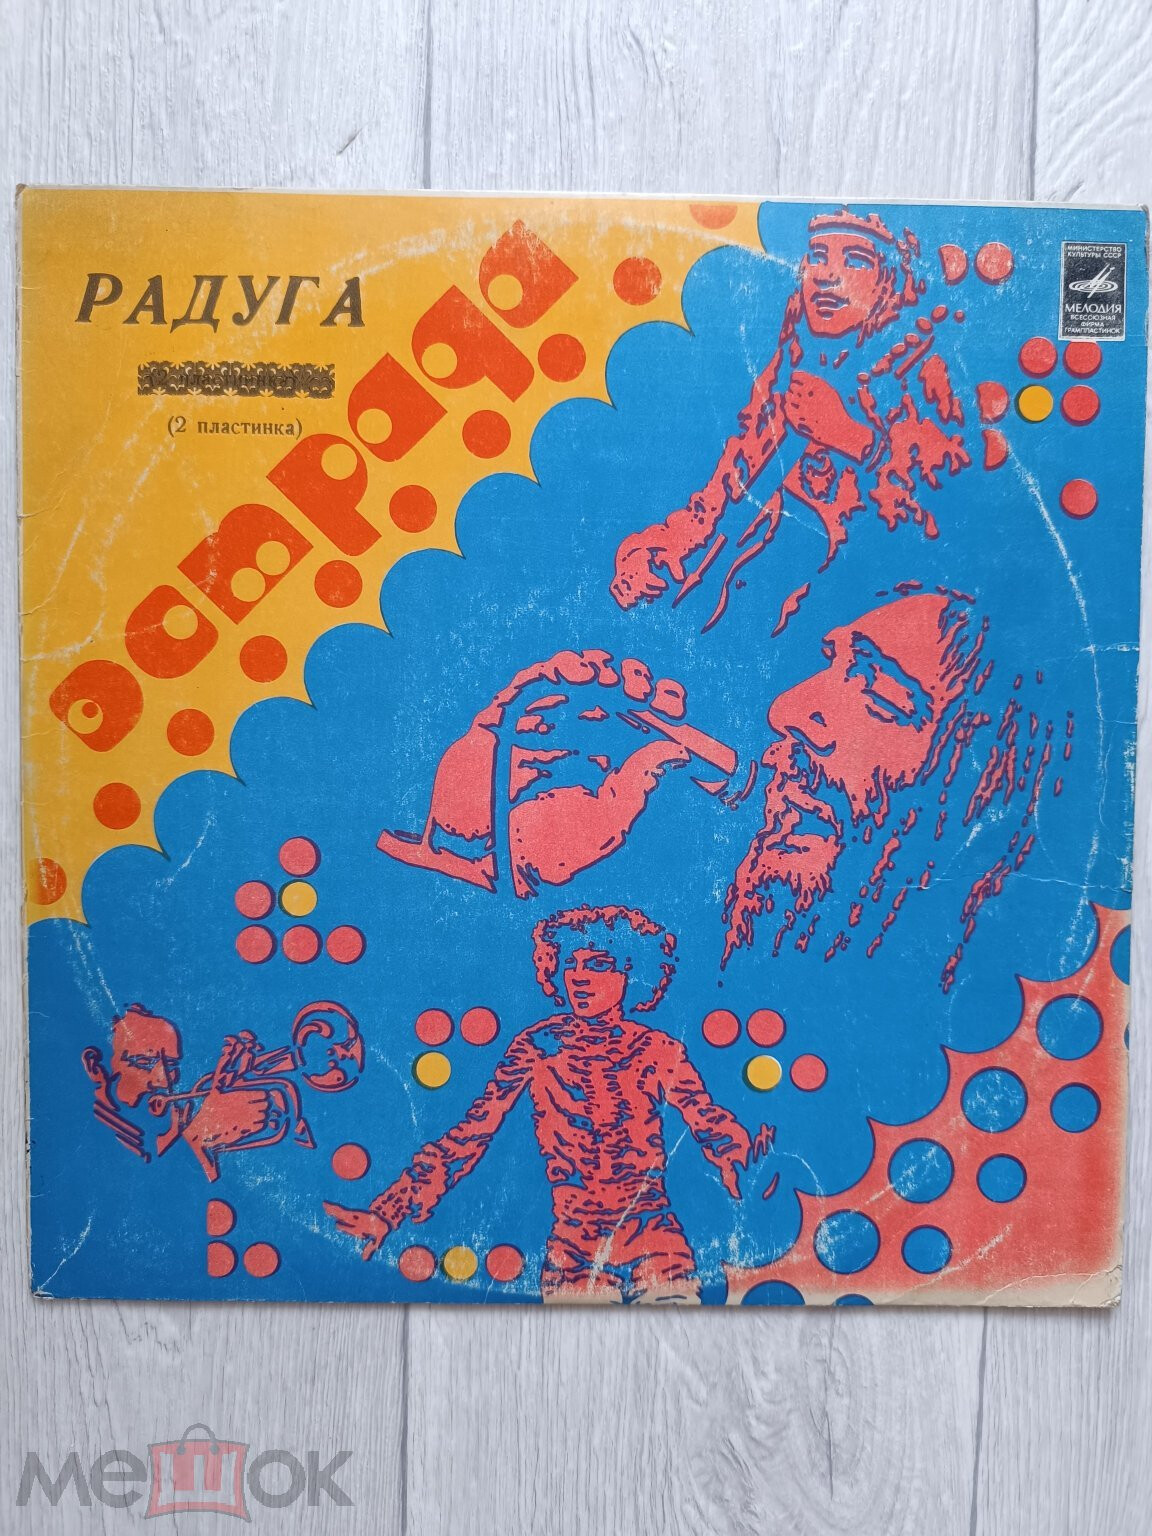 РАДУГА
(2 пластинка)
эстрада
МИНИСТЕРСТВО
КУЛЬТУРЫ СССР
МЕЛОДИЯ
ВСЕСОЮЗНАЯ
ФИРМА
ГРАМПЛАСТИНОК
мешок